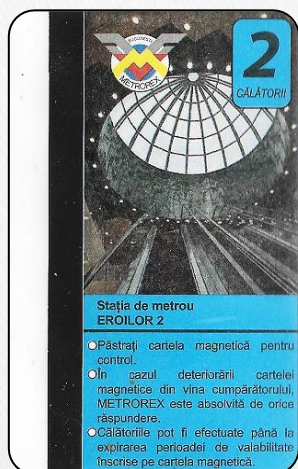 BUCUREȘTI
METROREX
2
CĂLĂTORII
Stația de metrou
EROILOR 2
Păstrați cartela magnetică pentru
control.
În cazul deteriorării cartelei
magnetice din vina cumpărătorului,
METROREX este absolvită de orice
răspundere.
Călătoriile pot fi efectuate până la
expirarea perioadei de valabilitate
înscrise pe cartela magnetică.